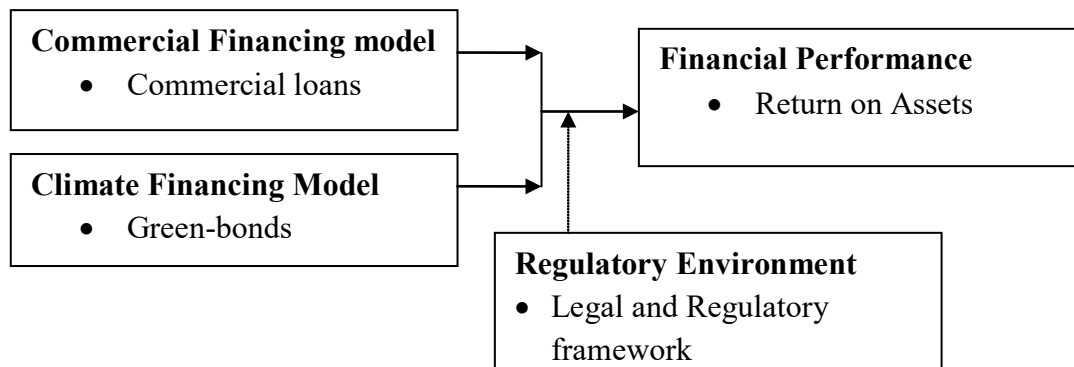 Commercial Financing model
• Commercial loans
Financial Performance
• Return on Assets
Climate Financing Model
• Green-bonds
Regulatory Environment
• Legal and Regulatory
framework